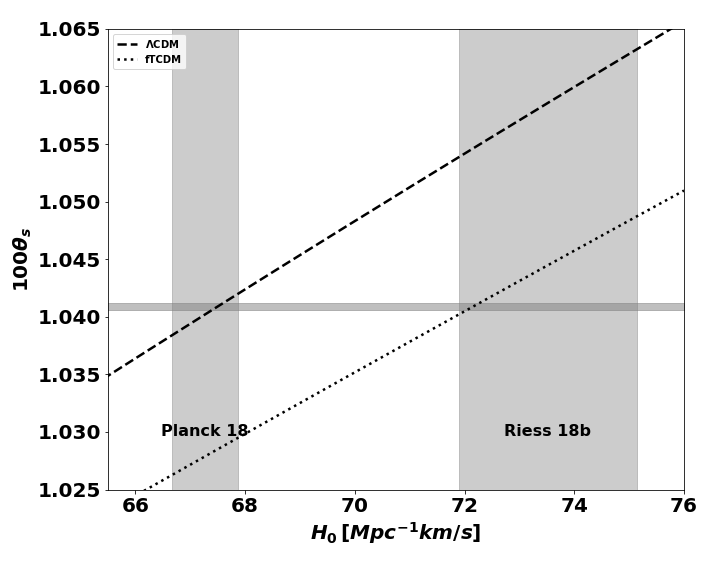 ΛCDM
fTCDM
1.065
1.060
1.055
1.050
1.045
1.040
1.035
1.030
1.025
100θₛ
Planck 18
Riess 18b
66 68 70 72 74 76
H₀ [Mpc⁻¹km/s]